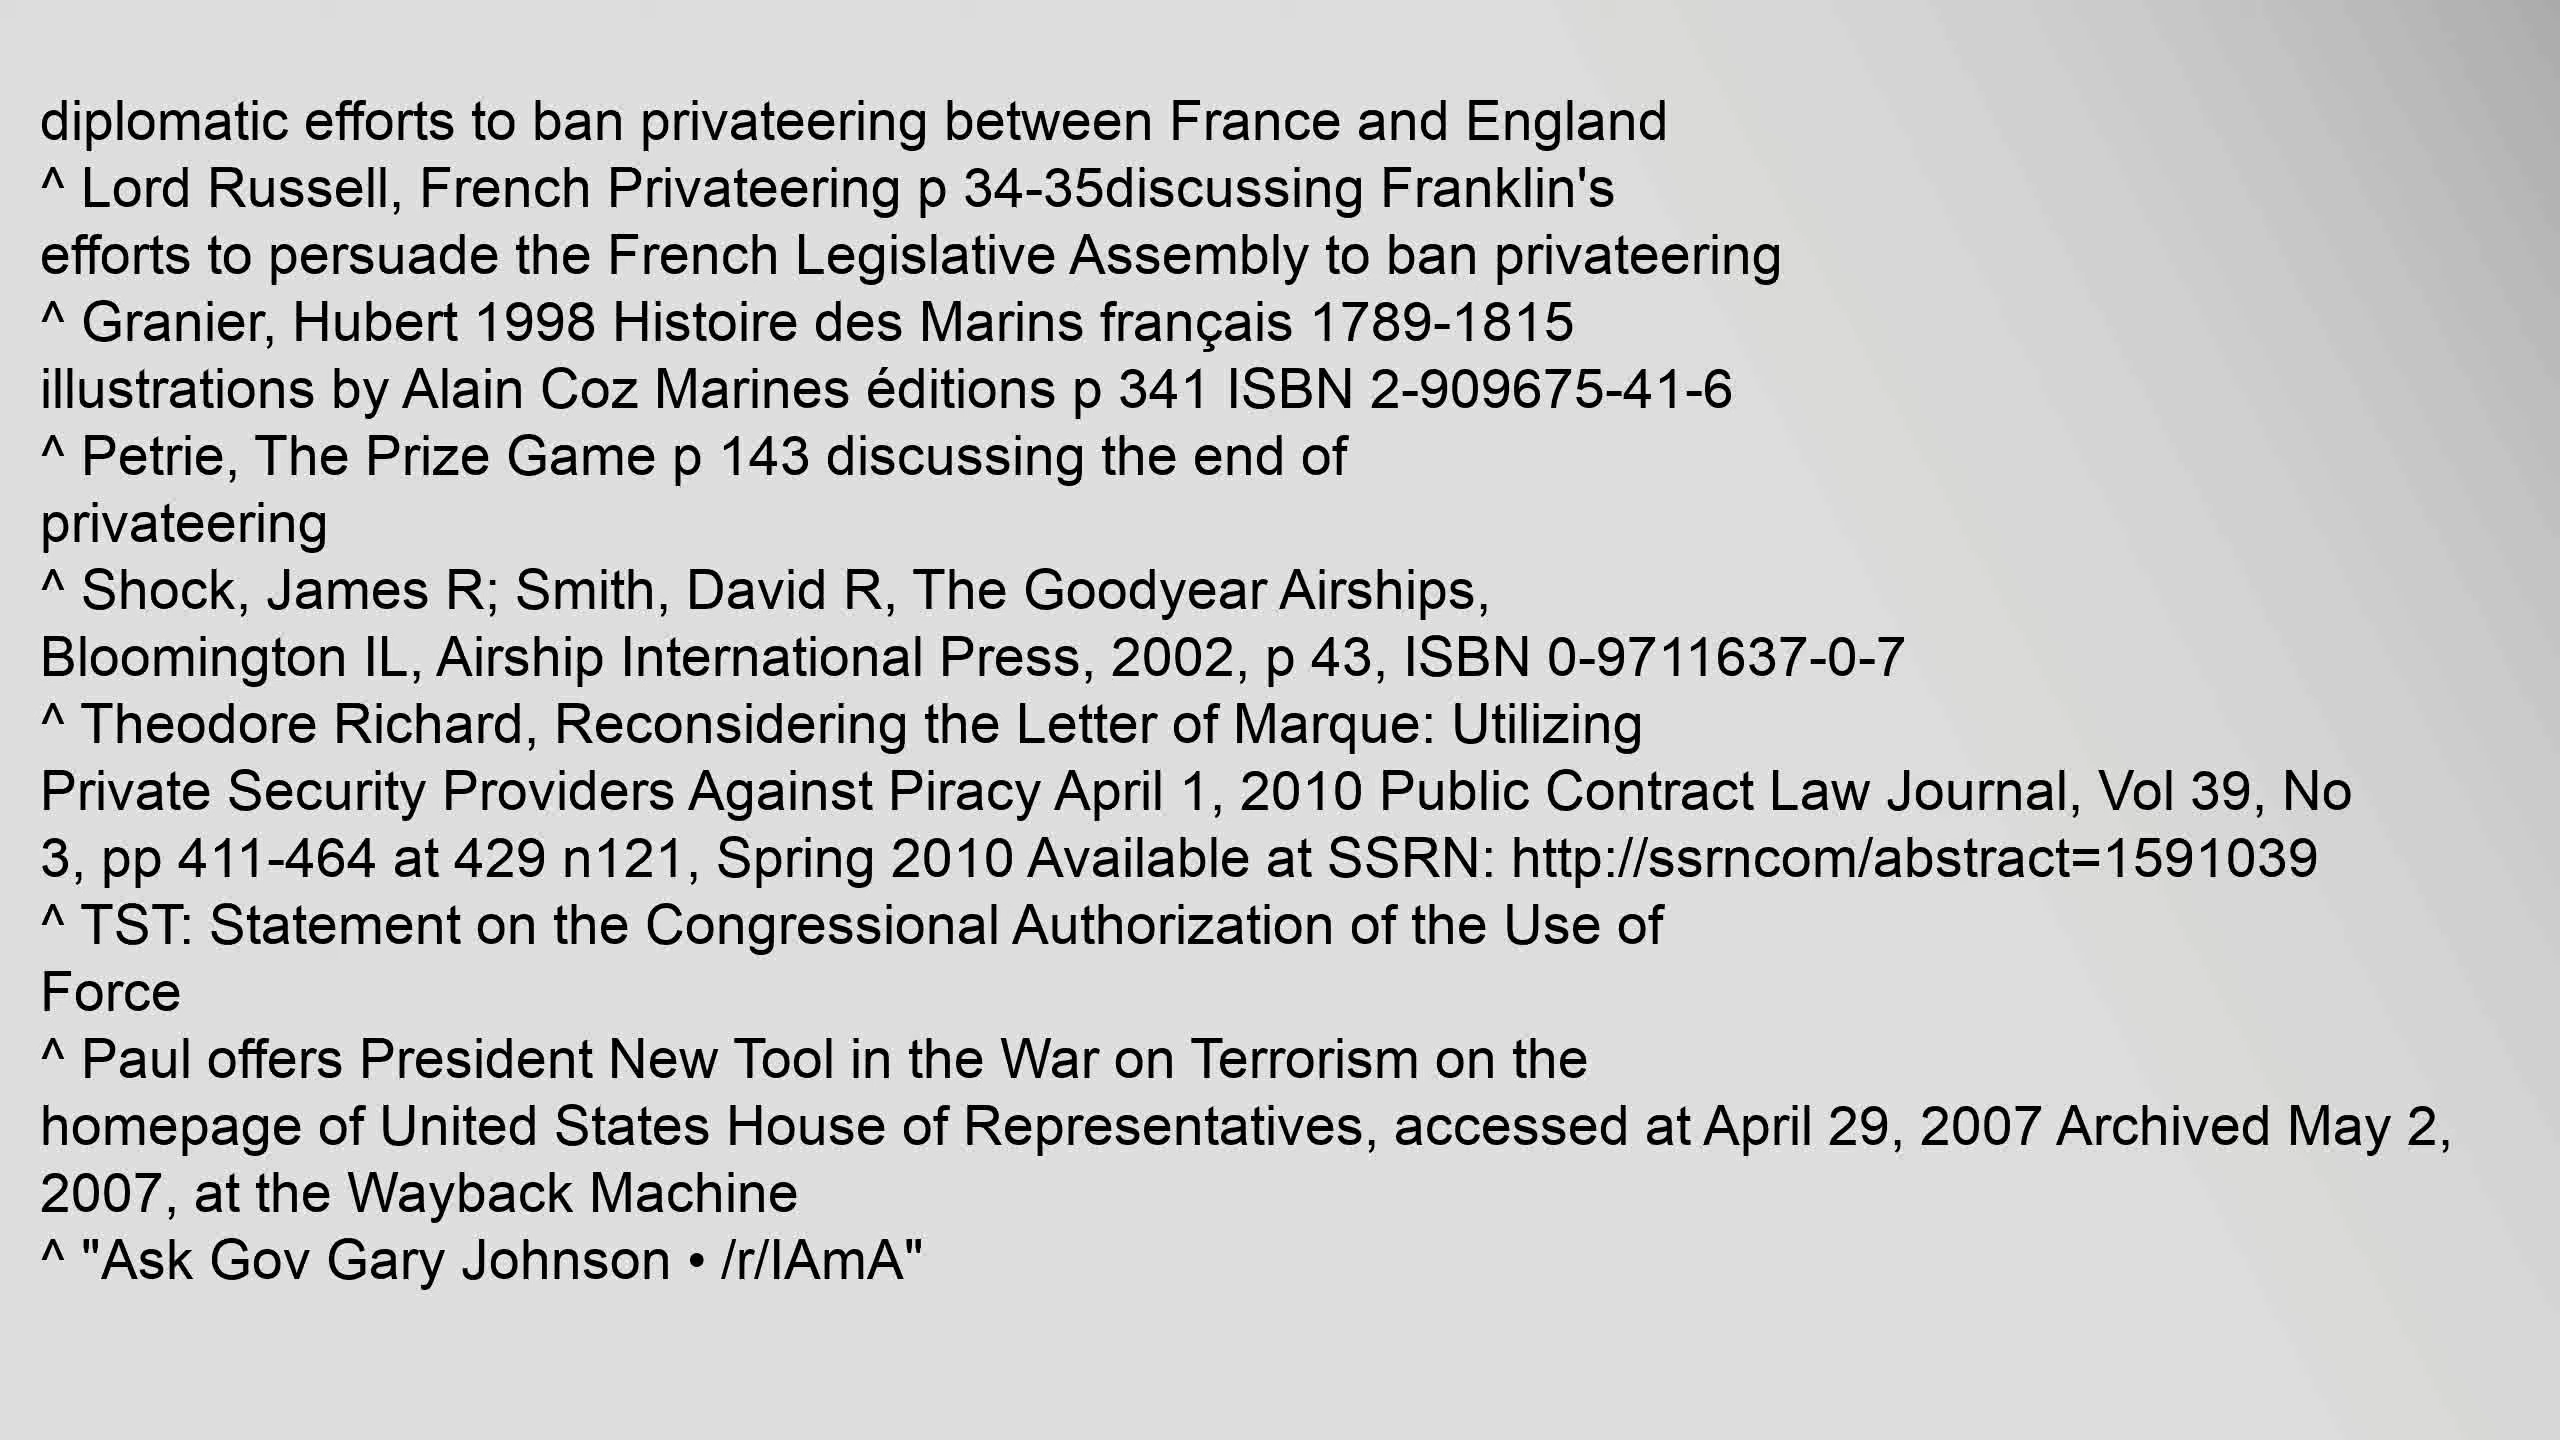 diplomatic efforts to ban privateering between France and England
^ Lord Russell, French Privateering p 34-35discussing Franklin's
efforts to persuade the French Legislative Assembly to ban privateering
^ Granier, Hubert 1998 Histoire des Marins français 1789-1815
illustrations by Alain Coz Marines éditions p 341 ISBN 2-909675-41-6
^ Petrie, The Prize Game p 143 discussing the end of
privateering
^ Shock, James R; Smith, David R, The Goodyear Airships,
Bloomington IL, Airship International Press, 2002, p 43, ISBN 0-9711637-0-7
^ Theodore Richard, Reconsidering the Letter of Marque: Utilizing
Private Security Providers Against Piracy April 1, 2010 Public Contract Law Journal, Vol 39, No
3, pp 411-464 at 429 n121, Spring 2010 Available at SSRN: http://ssrncom/abstract=1591039
^ TST: Statement on the Congressional Authorization of the Use of
Force
^ Paul offers President New Tool in the War on Terrorism on the
homepage of United States House of Representatives, accessed at April 29, 2007 Archived May 2,
2007, at the Wayback Machine
^ "Ask Gov Gary Johnson • /r/IAmA"